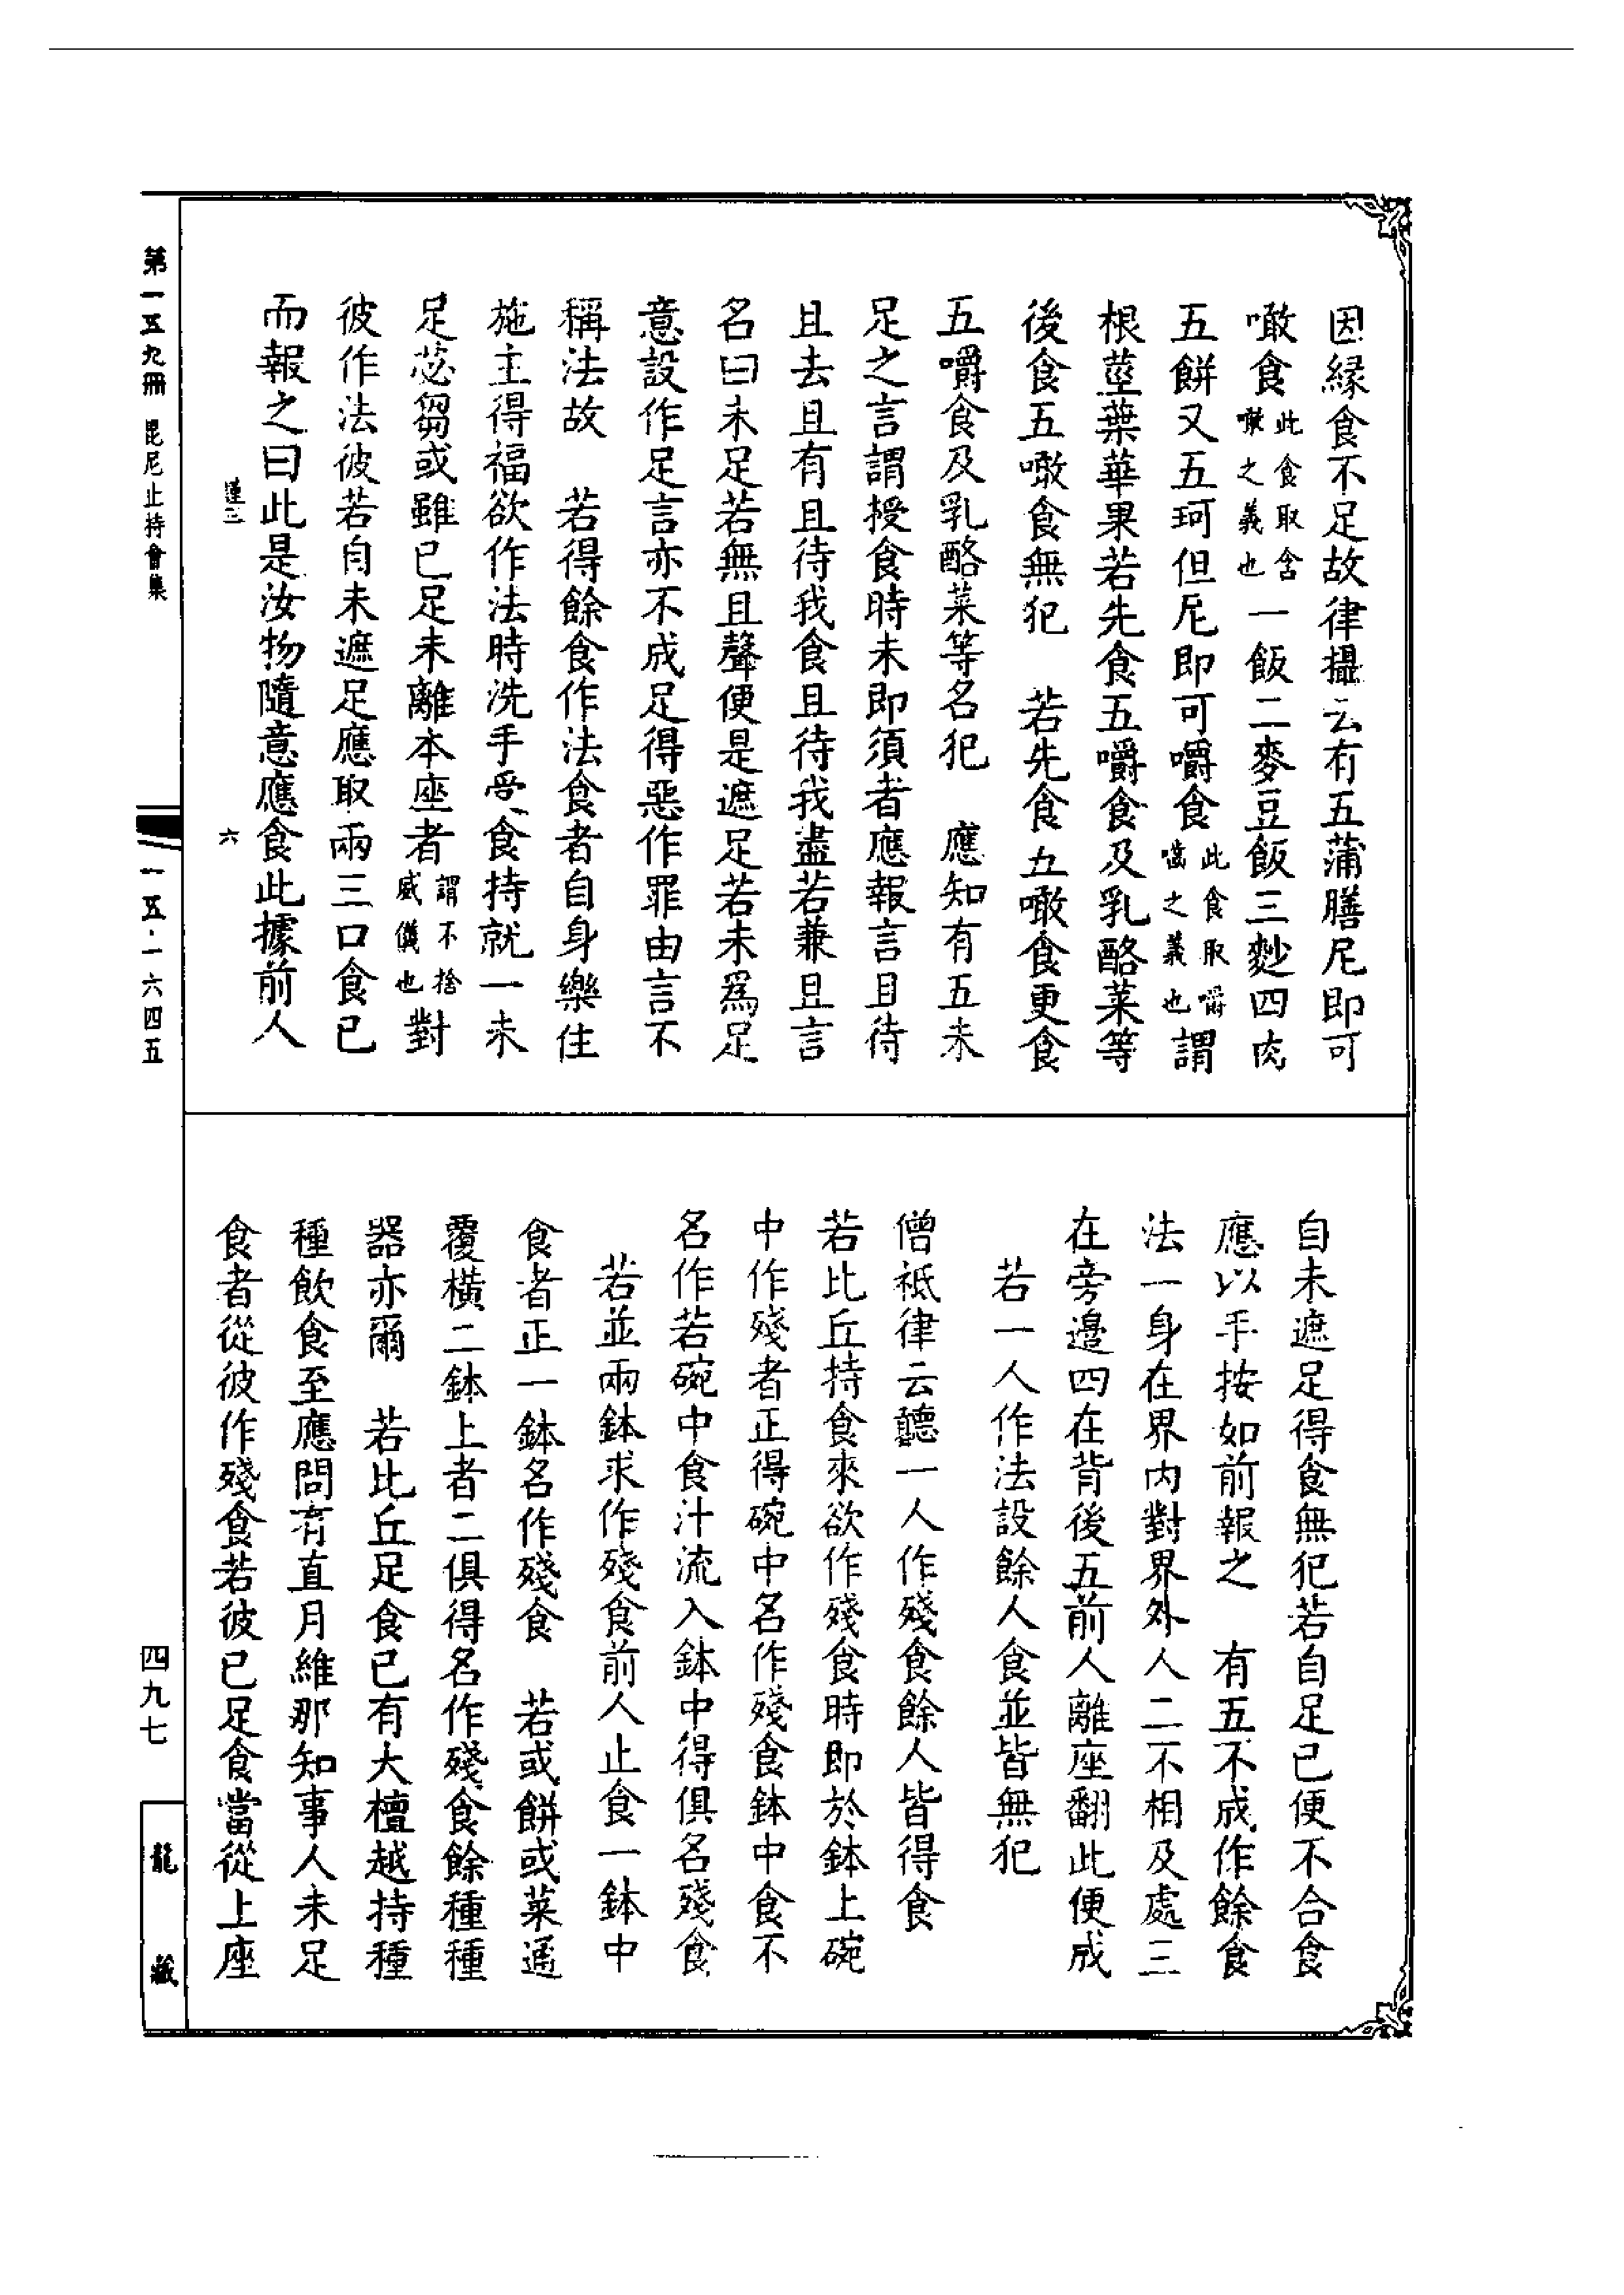 因緣食不足故律攝云有五蒲膳尼即可
噉食此食取含噉之義也一飯二麥豆飯三麨四肉
五餅又五珂但尼即可嚼食此食取嚼齧之義也謂
根莖葉華果若先食五嚼食及乳酪菜等
後食五噉食無犯　若先食五噉食更食
五嚼食及乳酪菜等名犯　應知有五未
足之言謂授食時未即須者應報言且待
且去且有且待我食且待我盡若兼且言
名曰未足若無且聲便是遮足若未為足
意設作足言亦不成足得惡作罪由言不
稱法故　若得餘食作法食者自身樂住
施主得福欲作法時洗手受食持就一未
足苾芻或雖已足未離本座者謂不捨威儀也對
彼作法彼若自未遮足應取兩三口食已
而報之曰此是汝物隨意應食此據前人
謹三　六
自未遮足得食無犯若自足已便不合食
應以手按如前報之　有五不成作餘食
法一身在界內對界外人二不相及處三
在旁邊四在背後五前人離座翻此便成
若一人作法設餘人食並皆無犯
僧祇律云聽一人作殘食餘人皆得食
若比丘持食來欲作殘食時即於鉢上碗
中作殘者正得碗中名作殘食鉢中食不
名作若碗中食汁流入鉢中得俱名殘食
若並兩鉢求作殘食前人止食一鉢中
食者正一鉢名作殘食　若或餅或菜通
覆橫二鉢上者二俱得名作殘食餘種種
器亦爾　若比丘足食已有大檀越持種
種飲食至應問有直月維那知事人未足
食者從彼作殘食若彼已足食當從上座
第一五九冊　毘尼止持會集
一五·一六四五
四九七
龍藏